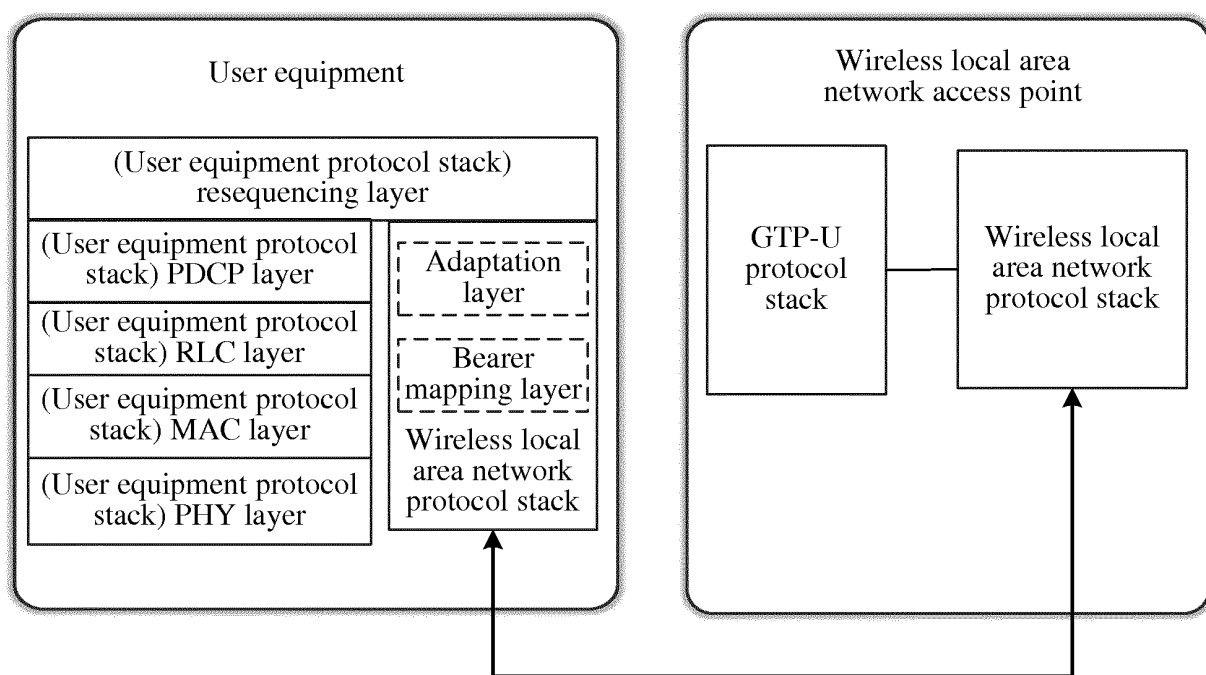 User equipment
(User equipment protocol stack)
resequencing layer
(User equipment protocol
stack) PDCP layer
(User equipment protocol
stack) RLC layer
(User equipment protocol
stack) MAC layer
(User equipment protocol
stack) PHY layer
Adaptation
layer
Bearer
mapping layer
Wireless local
area network
protocol stack
Wireless local area
network access point
GTP-U
protocol
stack
Wireless local
area network
protocol stack